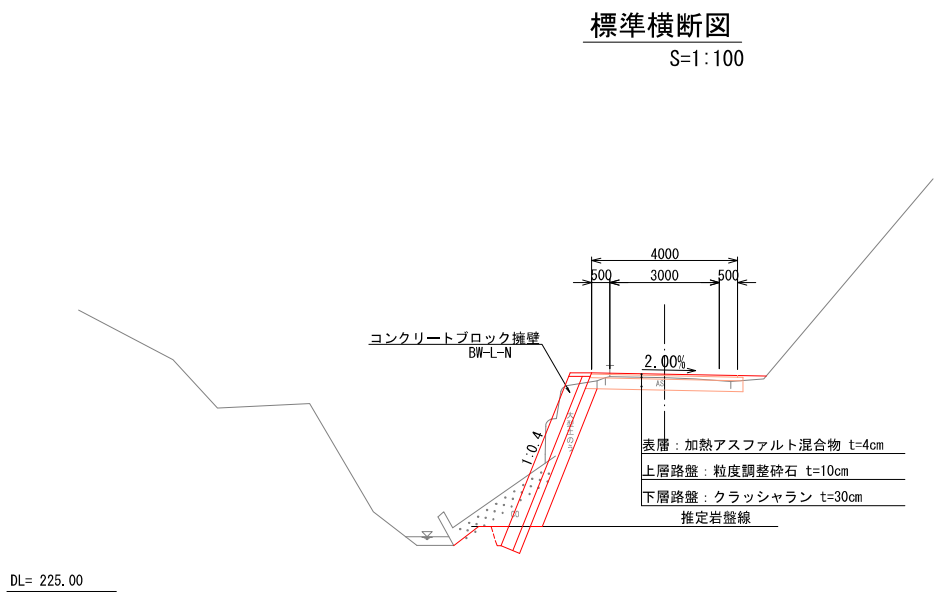 標準横断図
S=1:100
4000
500
3000
500
コンクリートブロック擁壁
BW-L-N
2.00%
AS
1:0.4
表層：加熱アスファルト混合物 t=4cm
上層路盤：粒度調整砕石 t=10cm
下層路盤：クラッシャラン t=30cm
推定岩盤線
DL= 225.00